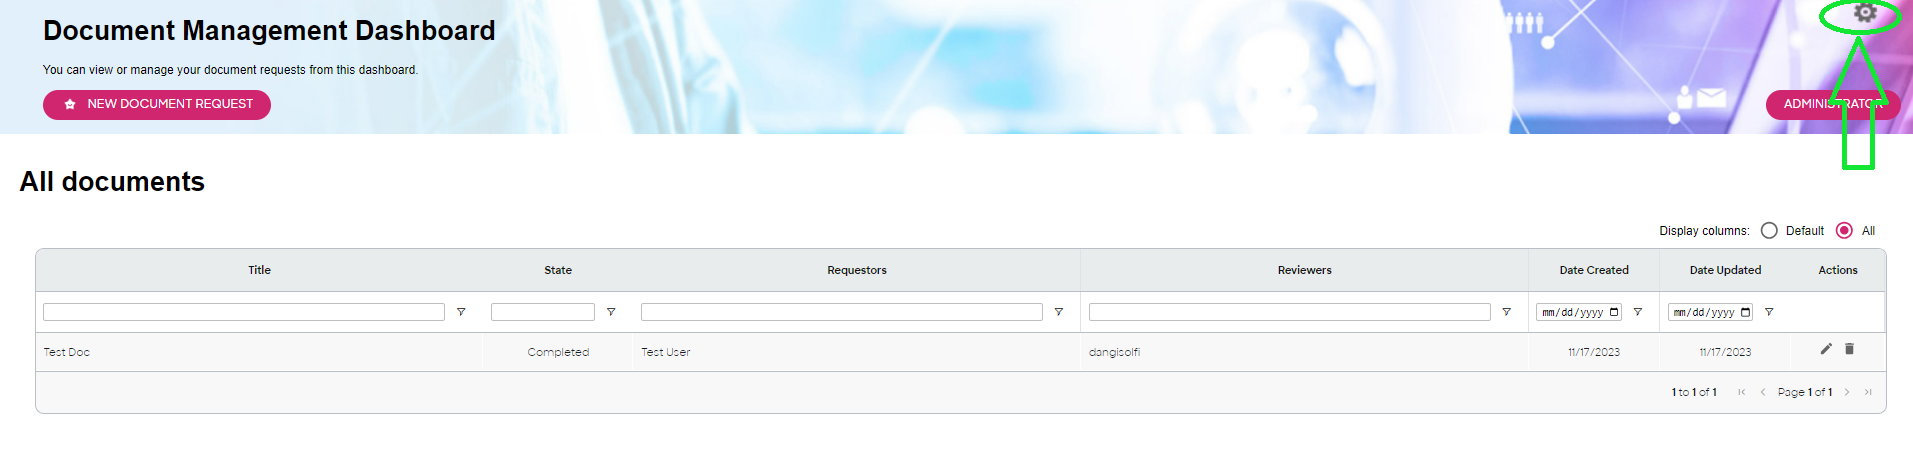 Document Management Dashboard
You can view or manage your document requests from this dashboard.
NEW DOCUMENT REQUEST
ADMINISTRATOR
All documents
Display columns: Default All
Title State Requestors Reviewers Date Created Date Updated Actions
mm/dd/yyyy mm/dd/yyyy
Test Doc Completed Test User dangisolfi 11/17/2023 11/17/2023
1 to 1 of 1 Page 1 of 1